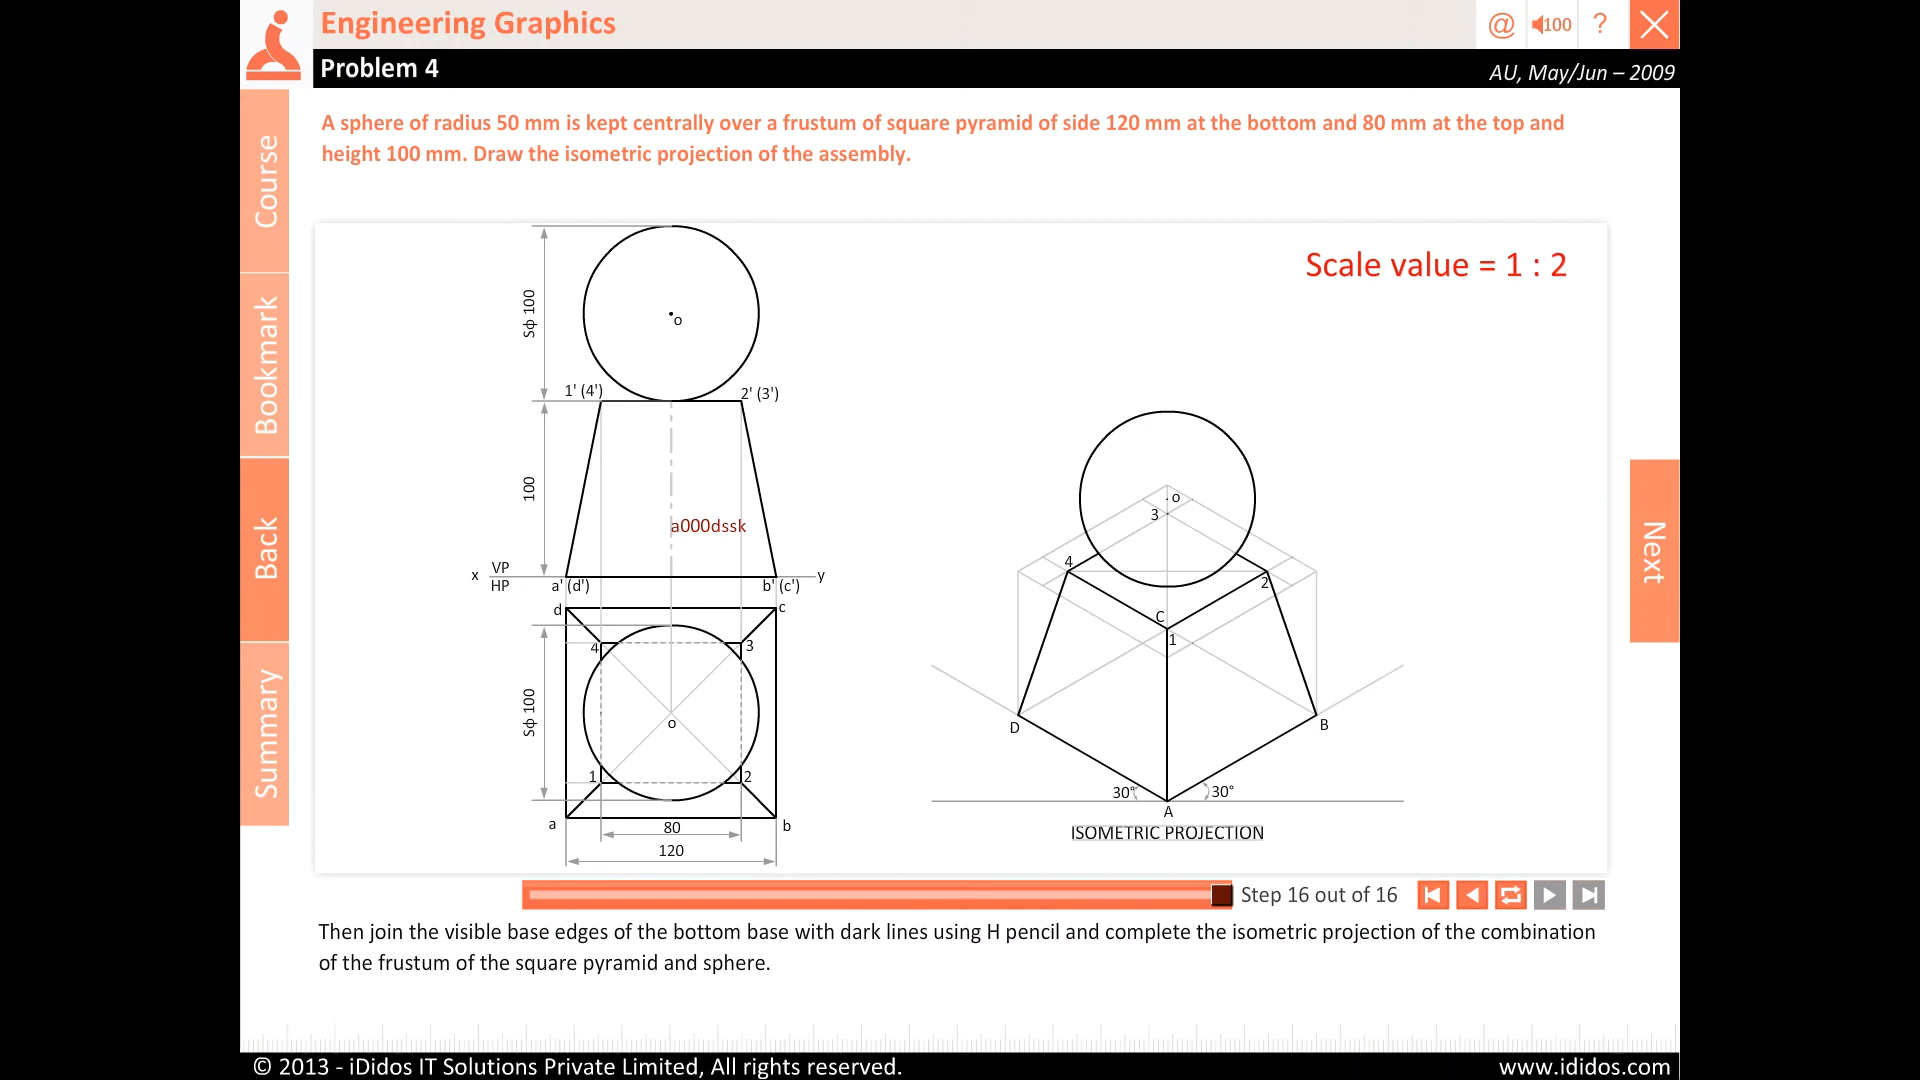 Engineering Graphics
@
100
?
Problem 4
AU, May/Jun – 2009
Course
Bookmark
Back
Summary
Next
A sphere of radius 50 mm is kept centrally over a frustum of square pyramid of side 120 mm at the bottom and 80 mm at the top and
height 100 mm. Draw the isometric projection of the assembly.
Scale value = 1 : 2
Sϕ 100
o
1' (4')
2' (3')
100
a000dssk
x
VP
HP
y
a' (d')
b' (c')
d
c
4
3
Sϕ 100
o
1
2
a
b
80
120
o
3
4
2
C
1
D
B
30°
30°
A
ISOMETRIC PROJECTION
Step 16 out of 16
Then join the visible base edges of the bottom base with dark lines using H pencil and complete the isometric projection of the combination
of the frustum of the square pyramid and sphere.
© 2013 - iDidos IT Solutions Private Limited, All rights reserved.
www.ididos.com